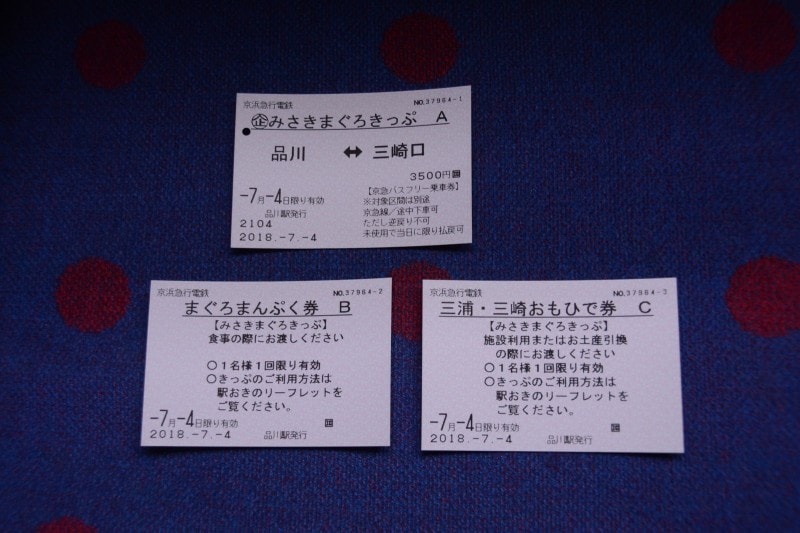 京浜急行電鉄 NO.37984-1
企みさきまぐろきっぷ A
品川 ↔ 三崎口
3500円
-7月-4日限り有効
品川駅発行
2104
2018.-7.-4
【京急バスフリー乗車券】
※対象区間は別途
京急線/途中下車可
ただし逆戻り不可
未使用で当日に限り払戻可
京浜急行電鉄 NO.37984-2
まぐろまんぷく券 B
【みさきまぐろきっぷ】
食事の際にお渡しください
○1名様1回限り有効
○きっぷのご利用方法は
駅おきのリーフレットを
ご覧ください。
-7月-4日限り有効
2018.-7.-4 品川駅発行
京浜急行電鉄 NO.37984-3
三浦・三崎おもひで券 C
【みさきまぐろきっぷ】
施設利用またはお土産引換
の際にお渡しください
○1名様1回限り有効
○きっぷのご利用方法は
駅おきのリーフレットを
ご覧ください。
-7月-4日限り有効
2018.-7.-4 品川駅発行